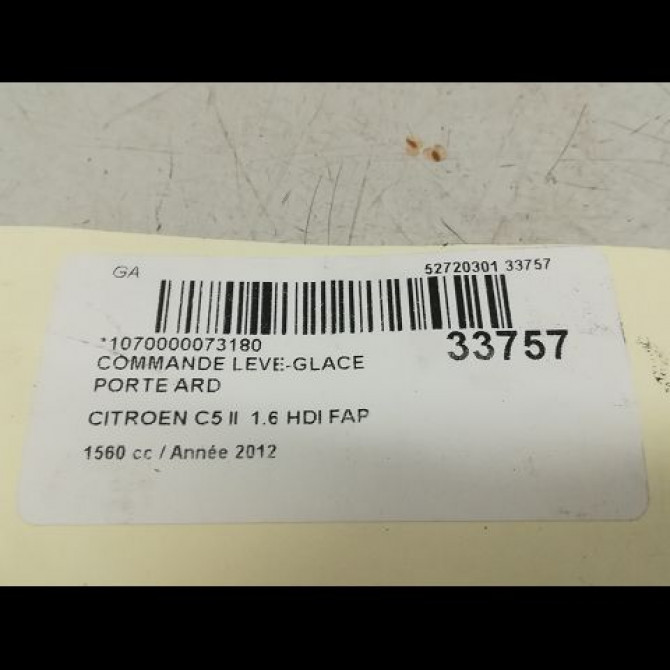 GA 52720301 33757
*1070000073180 33757
COMMANDE LEVE-GLACE
PORTE ARD
CITROEN C5 II 1.6 HDI FAP
1560 cc / Année 2012